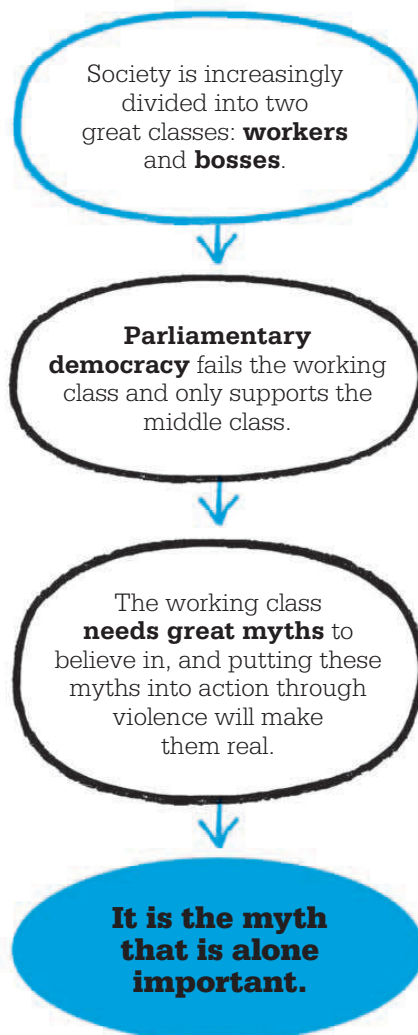 Society is increasingly
divided into two
great classes: workers
and bosses.
Parliamentary
democracy fails the working
class and only supports the
middle class.
The working class
needs great myths to
believe in, and putting these
myths into action through
violence will make
them real.
It is the myth
that is alone
important.